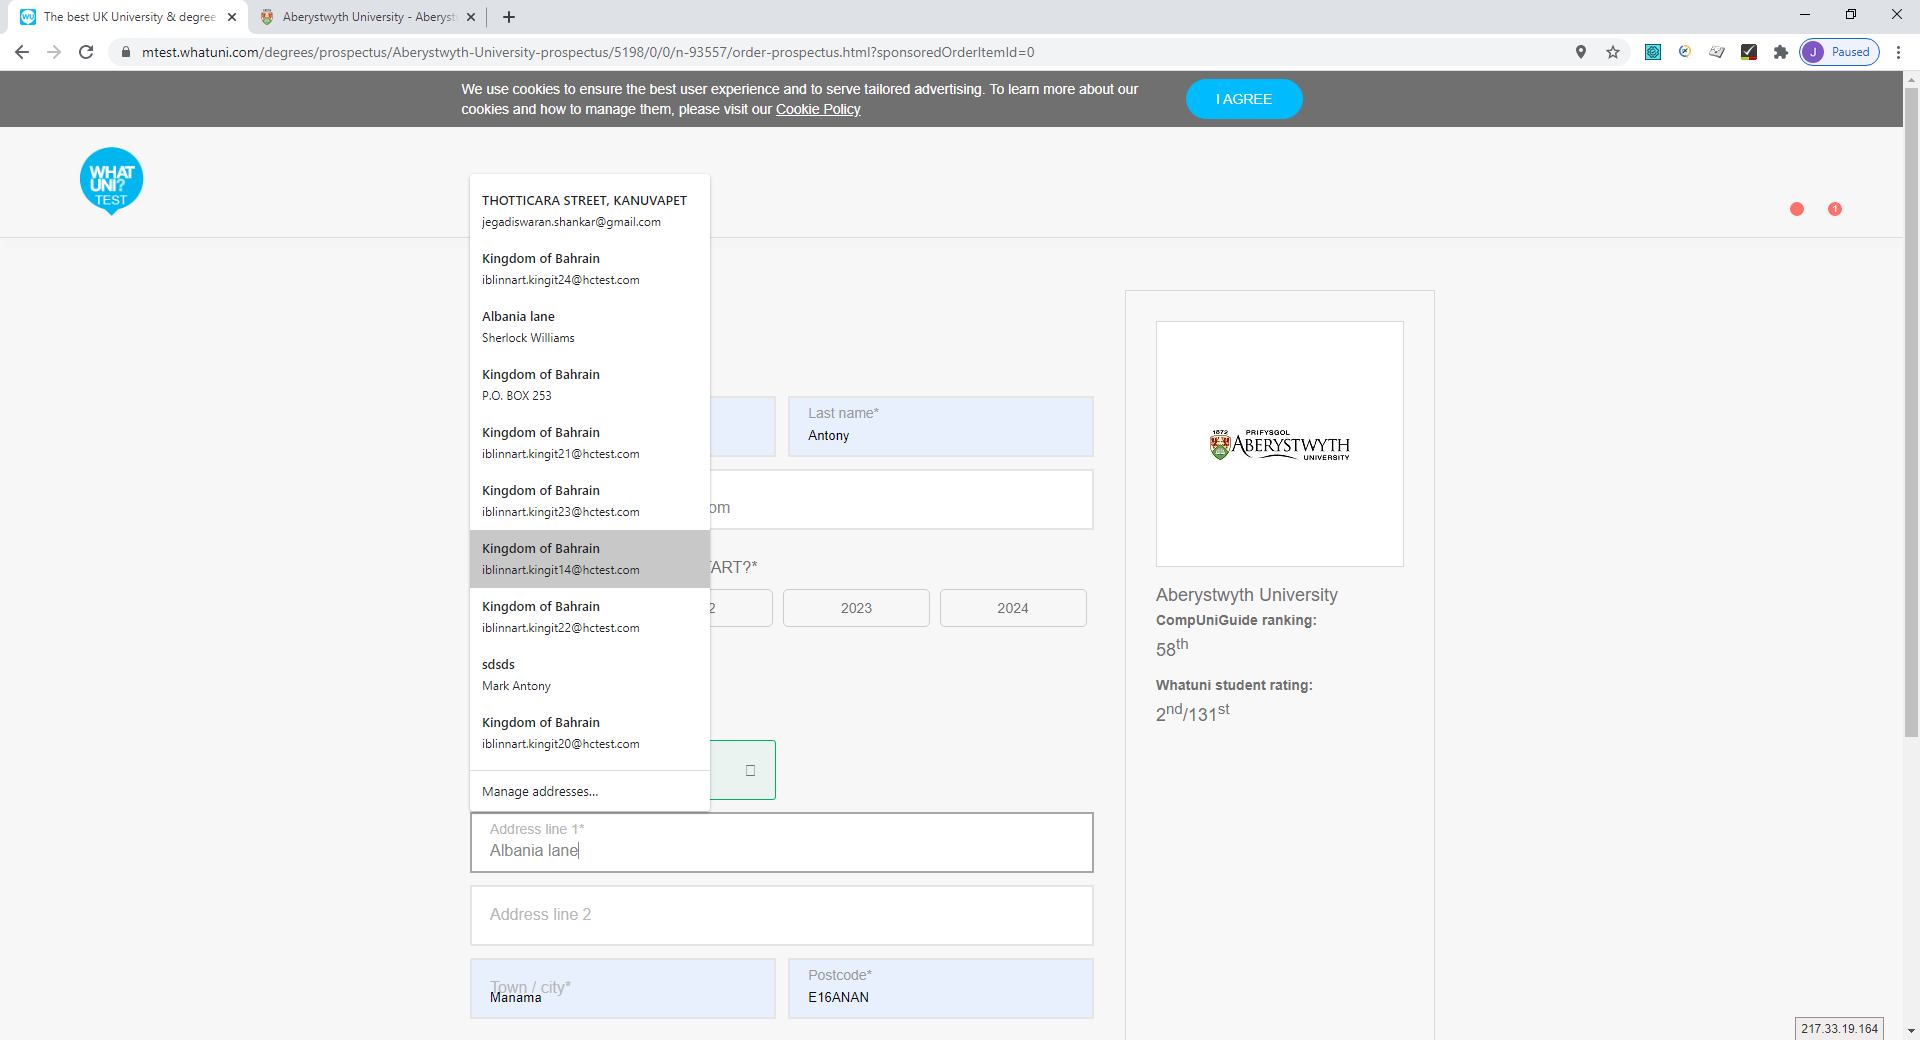 The best UK University & degree
Aberystwyth University - Aberyst
mtest.whatuni.com/degrees/prospectus/Aberystwyth-University-prospectus/5198/0/0/n-93557/order-prospectus.html?sponsoredOrderItemId=0
J Paused
We use cookies to ensure the best user experience and to serve tailored advertising. To learn more about our
cookies and how to manage them, please visit our Cookie Policy
I AGREE
WHAT
UNI?
TEST
1
THOTTICARA STREET, KANUVAPET
jegadiswaran.shankar@gmail.com
Kingdom of Bahrain
iblinnart.kingit24@hctest.com
Albania lane
Sherlock Williams
Kingdom of Bahrain
P.O. BOX 253
Kingdom of Bahrain
iblinnart.kingit21@hctest.com
Kingdom of Bahrain
iblinnart.kingit23@hctest.com
Kingdom of Bahrain
iblinnart.kingit14@hctest.com
Kingdom of Bahrain
iblinnart.kingit22@hctest.com
sdsds
Mark Antony
Kingdom of Bahrain
iblinnart.kingit20@hctest.com
Manage addresses...
Last name*
Antony
om
TART?*
2
2023
2024
Address line 1*
Albania lane
Address line 2
Town / city*
Manama
Postcode*
E16ANAN
1872 PRIFYSGOL
ABERYSTWYTH
UNIVERSITY
Aberystwyth University
CompUniGuide ranking:
58th
Whatuni student rating:
2nd/131st
217.33.19.164